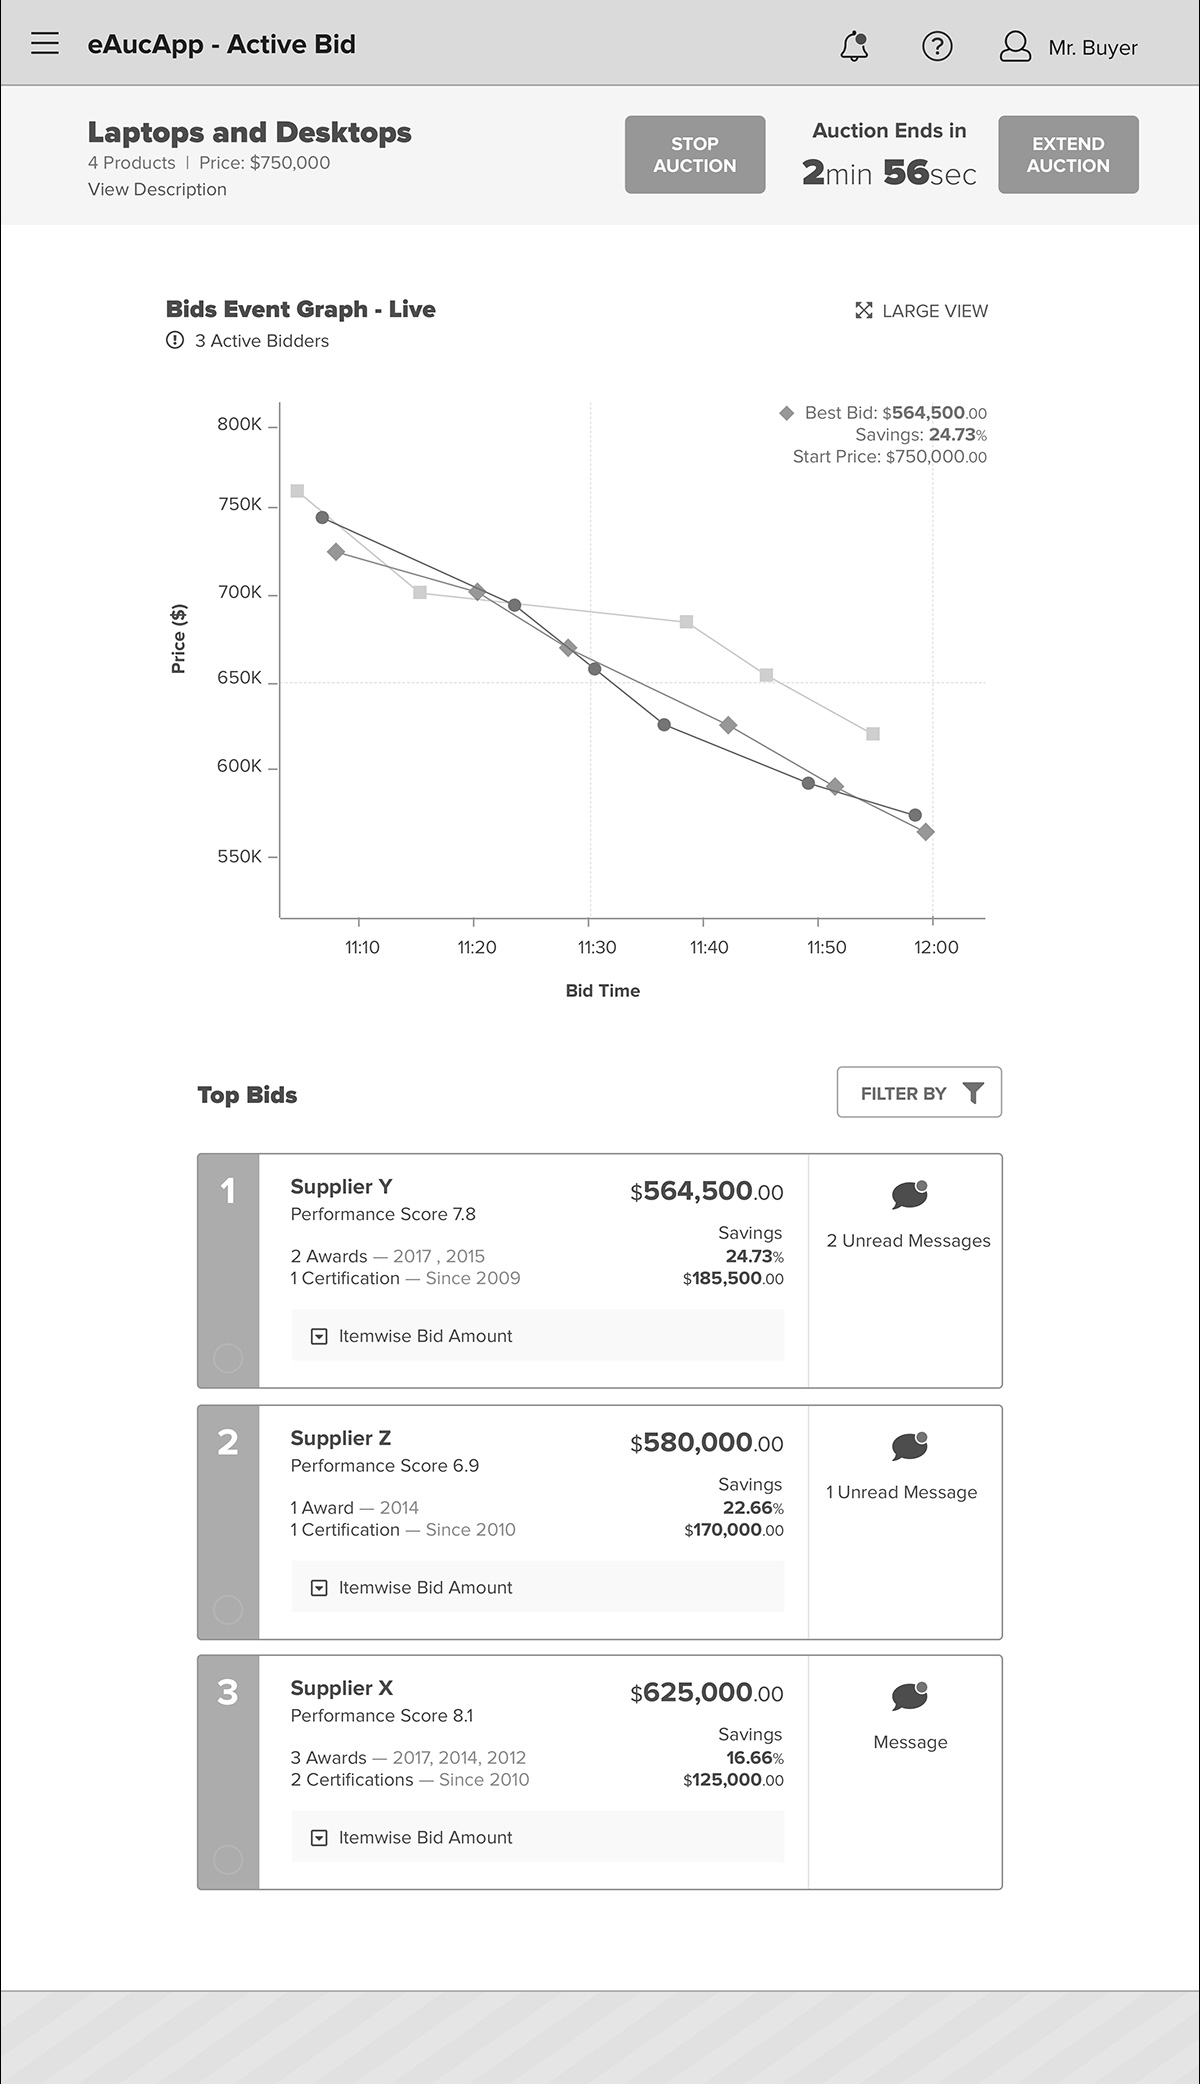 eAucApp - Active Bid
Mr. Buyer
Laptops and Desktops
4 Products | Price: $750,000
View Description
STOP
AUCTION
Auction Ends in
2min 56sec
EXTEND
AUCTION
Bids Event Graph - Live
3 Active Bidders
LARGE VIEW
Best Bid: $564,500.00
Savings: 24.73%
Start Price: $750,000.00
800K
750K
700K
650K
600K
550K
Price ($)
11:10
11:20
11:30
11:40
11:50
12:00
Bid Time
Top Bids
FILTER BY
1
Supplier Y
Performance Score 7.8
2 Awards — 2017 , 2015
1 Certification — Since 2009
$564,500.00
Savings
24.73%
$185,500.00
Itemwise Bid Amount
2 Unread Messages
2
Supplier Z
Performance Score 6.9
1 Award — 2014
1 Certification — Since 2010
$580,000.00
Savings
22.66%
$170,000.00
Itemwise Bid Amount
1 Unread Message
3
Supplier X
Performance Score 8.1
3 Awards — 2017, 2014, 2012
2 Certifications — Since 2010
$625,000.00
Savings
16.66%
$125,000.00
Itemwise Bid Amount
Message